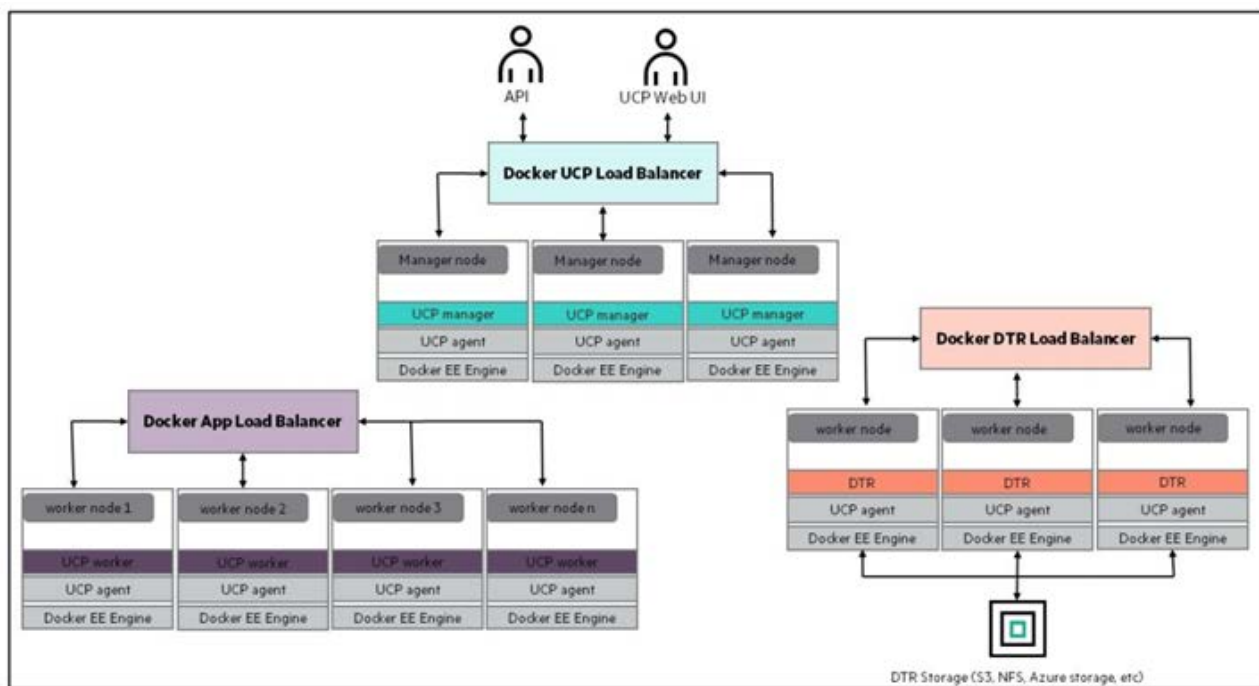 API
UCP Web UI
Docker UCP Load Balancer
Manager node
Manager node
Manager node
UCP manager
UCP manager
UCP manager
UCP agent
UCP agent
UCP agent
Docker EE Engine
Docker EE Engine
Docker EE Engine
Docker DTR Load Balancer
worker node
worker node
worker node
DTR
DTR
DTR
UCP agent
UCP agent
UCP agent
Docker EE Engine
Docker EE Engine
Docker EE Engine
DTR Storage (S3, NFS, Azure storage, etc)
Docker App Load Balancer
worker node 1
worker node 2
worker node 3
worker node n
UCP worker
UCP worker
UCP worker
UCP worker
UCP agent
UCP agent
UCP agent
UCP agent
Docker EE Engine
Docker EE Engine
Docker EE Engine
Docker EE Engine